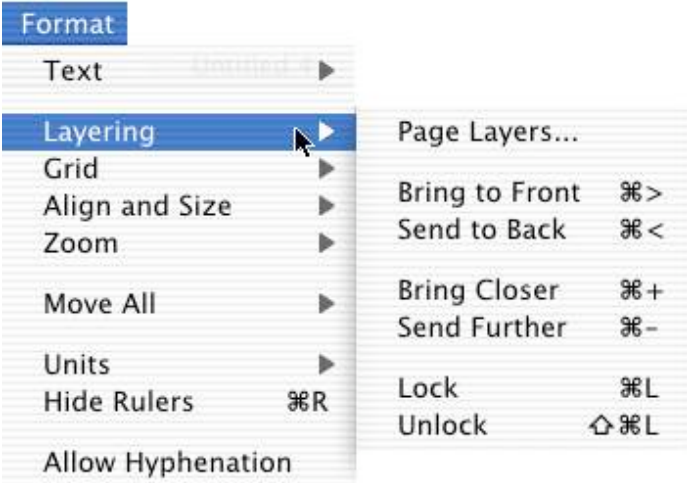 Format
Text
Layering
Grid
Align and Size
Zoom
Move All
Units
Hide Rulers ⌘R
Allow Hyphenation
Page Layers...
Bring to Front ⌘>
Send to Back ⌘<
Bring Closer ⌘+
Send Further ⌘-
Lock ⌘L
Unlock ⇧⌘L